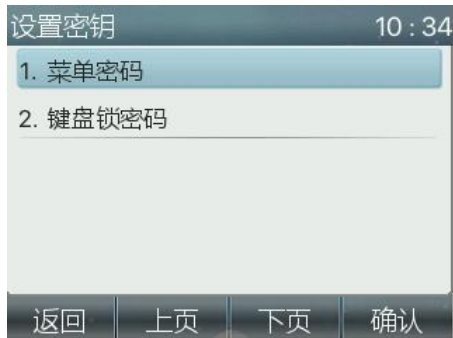 设置密钥 10:34
1. 菜单密码
2. 键盘锁密码
返回 上页 下页 确认